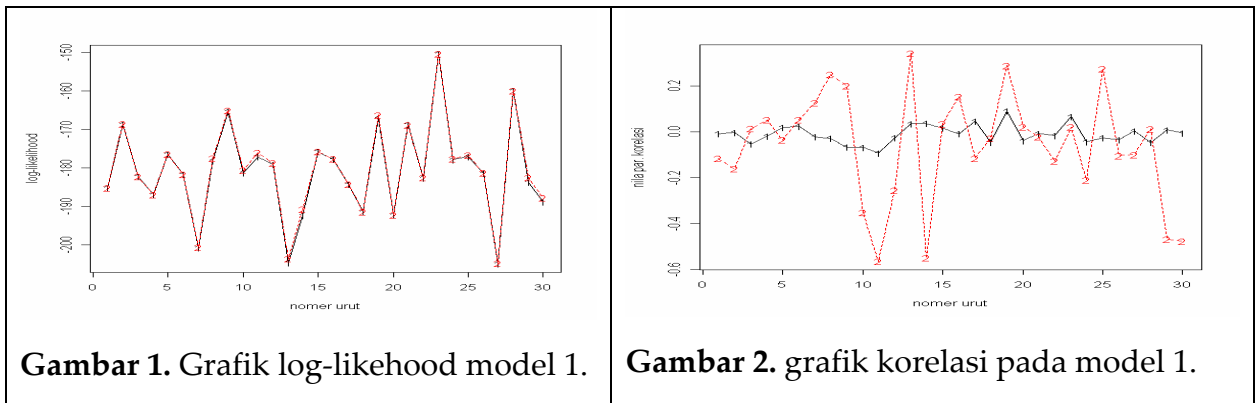 -150
-160
-170
-180
-190
-200
log-likelihood
0 5 10 15 20 25 30
nomer urut
Gambar 1. Grafik log-likehood model 1.
0.2
0.0
-0.2
-0.4
-0.6
korelasi
0 5 10 15 20 25 30
nomer urut
Gambar 2. grafik korelasi pada model 1.